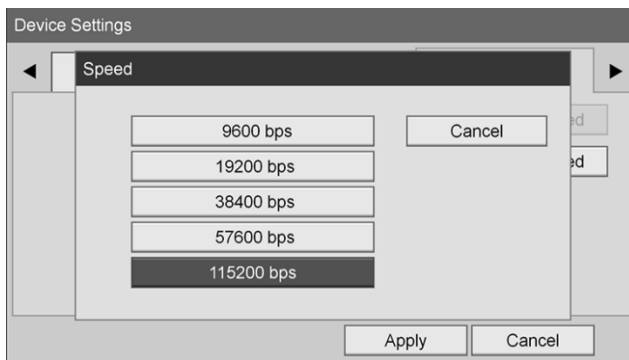 Device Settings
Speed
9600 bps
Cancel
19200 bps
38400 bps
57600 bps
115200 bps
Apply
Cancel